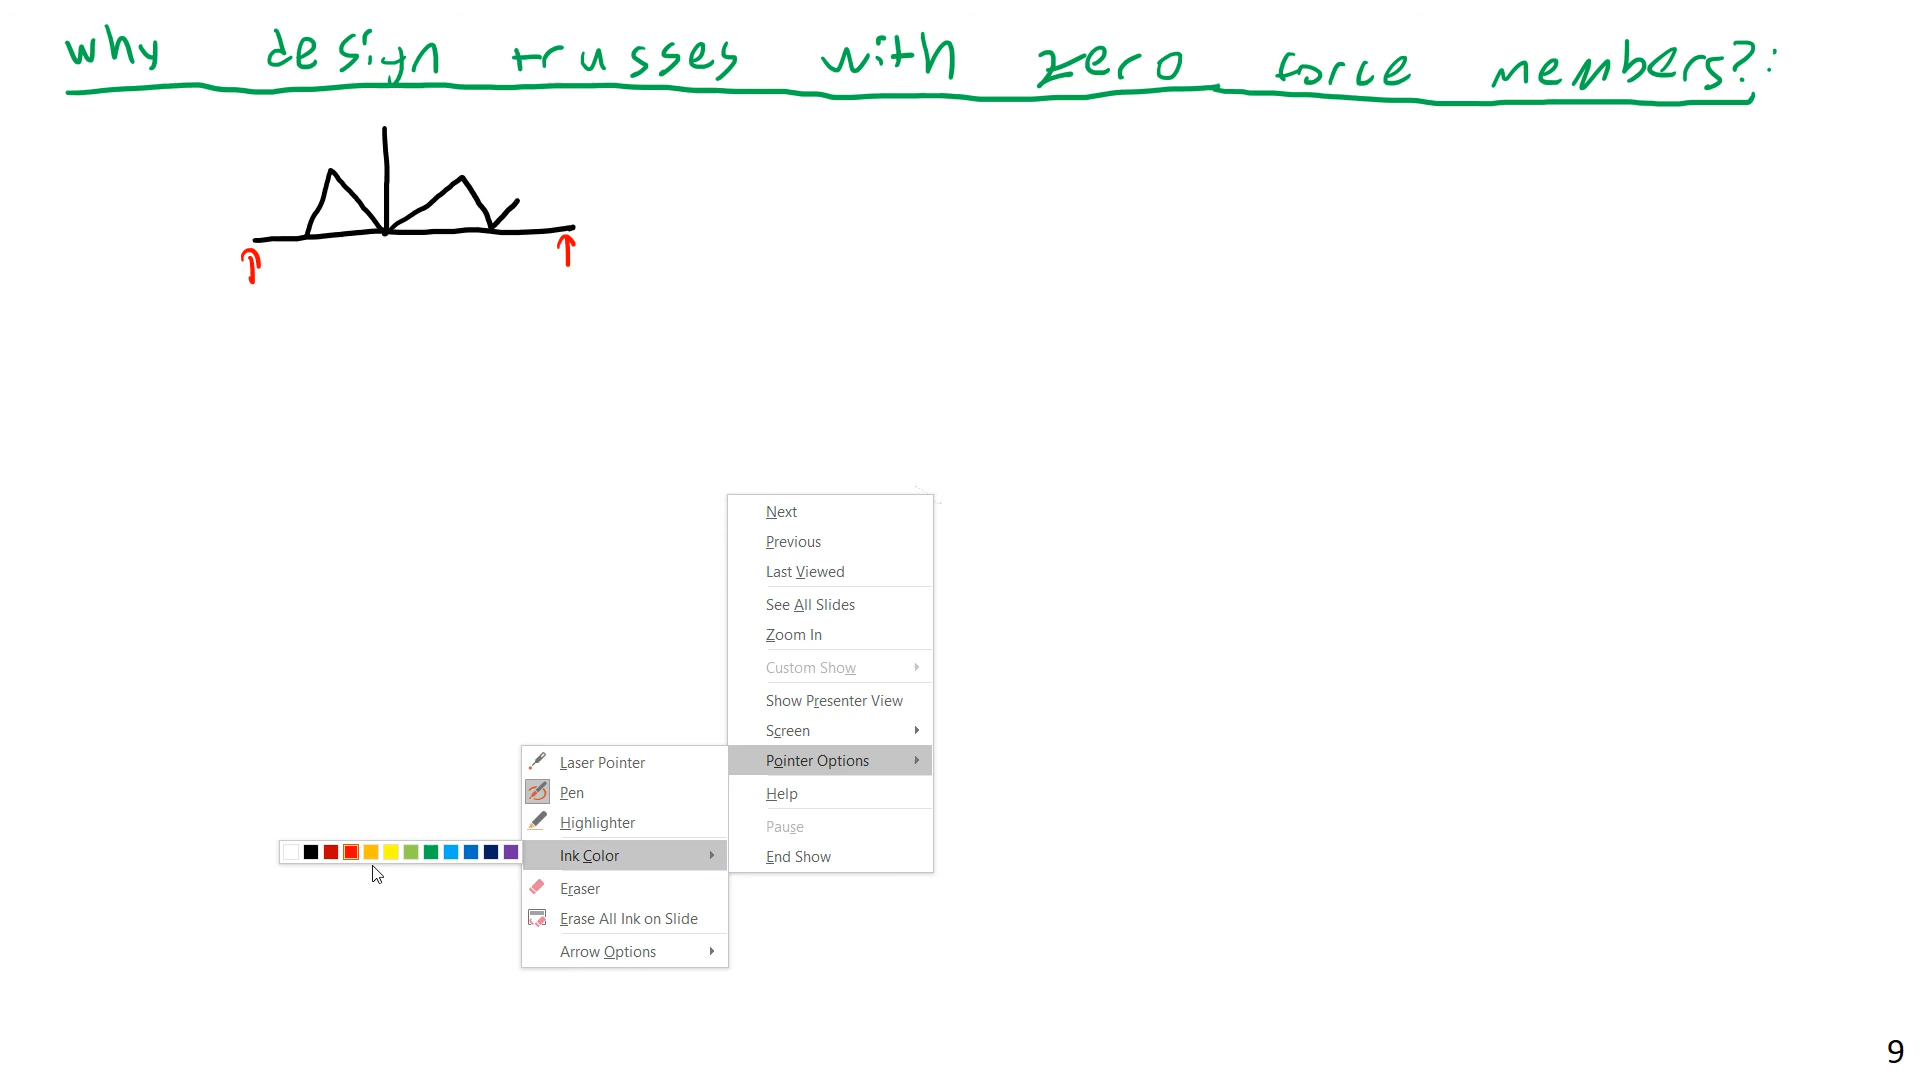 why design trusses with zero force members?:
Next
Previous
Last Viewed
See All Slides
Zoom In
Custom Show
Show Presenter View
Screen
Pointer Options
Help
Pause
End Show
Laser Pointer
Pen
Highlighter
Ink Color
Eraser
Erase All Ink on Slide
Arrow Options
9